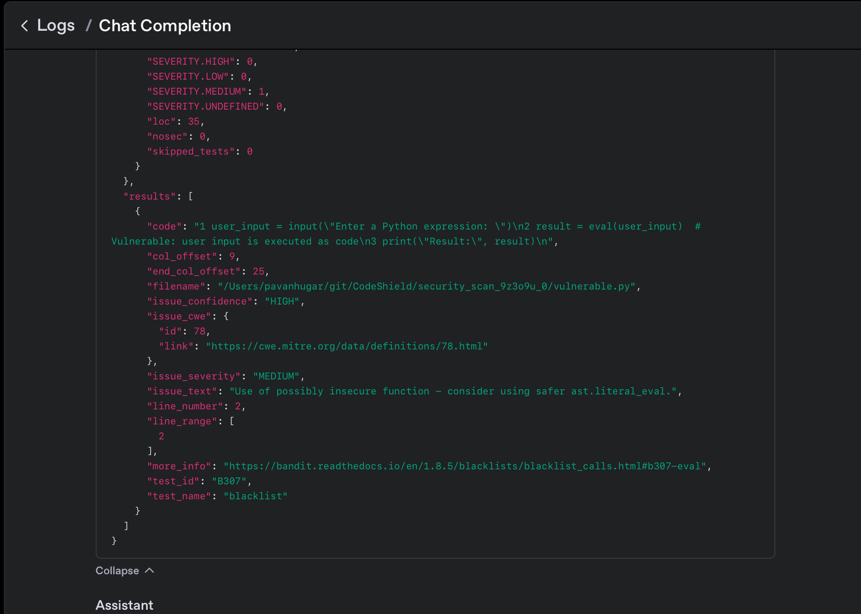 Logs / Chat Completion
"SEVERITY.HIGH": 0,
"SEVERITY.LOW": 0,
"SEVERITY.MEDIUM": 1,
"SEVERITY.UNDEFINED": 0,
"loc": 35,
"nosec": 0,
"skipped_tests": 0
}
},
"results": [
{
"code": "1 user_input = input(\"Enter a Python expression: \")\n2 result = eval(user_input)  #
Vulnerable: user input is executed as code\n3 print(\"Result:\", result)\n",
"col_offset": 9,
"end_col_offset": 25,
"filename": "/Users/pavanhugar/git/CodeShield/security_scan_9z3o9u_0/vulnerable.py",
"issue_confidence": "HIGH",
"issue_cwe": {
"id": 78,
"link": "https://cwe.mitre.org/data/definitions/78.html"
},
"issue_severity": "MEDIUM",
"issue_text": "Use of possibly insecure function - consider using safer ast.literal_eval.",
"line_number": 2,
"line_range": [
2
],
"more_info": "https://bandit.readthedocs.io/en/1.8.5/blacklists/blacklist_calls.html#b307-eval",
"test_id": "B307",
"test_name": "blacklist"
}
]
}
Collapse
Assistant